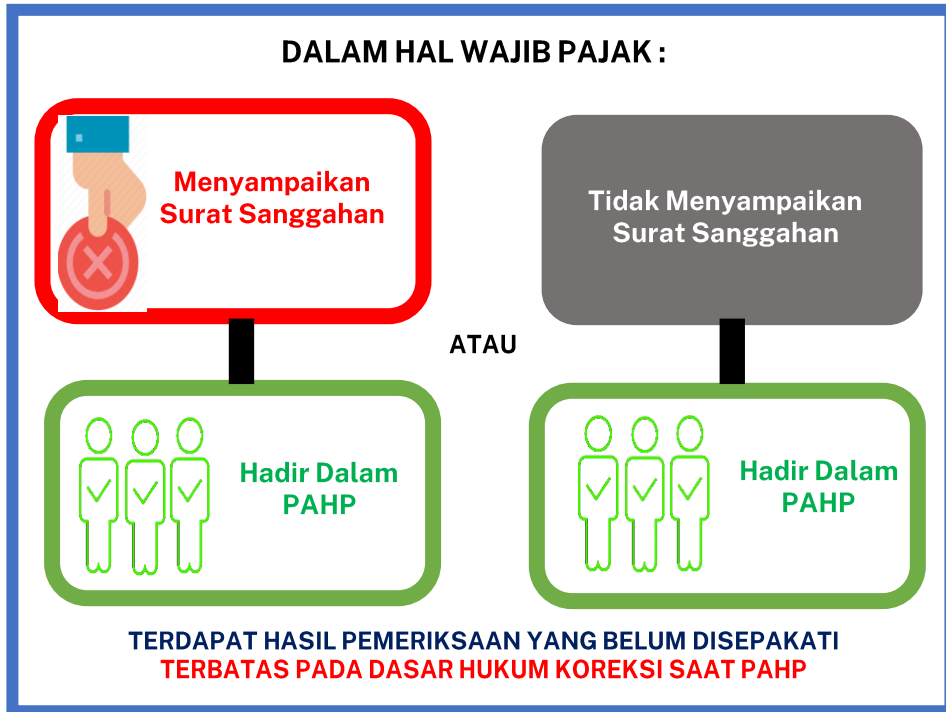 DALAM HAL WAJIB PAJAK :
Menyampaikan
Surat Sanggahan
Tidak Menyampaikan
Surat Sanggahan
ATAU
Hadir Dalam
PAHP
Hadir Dalam
PAHP
TERDAPAT HASIL PEMERIKSAAN YANG BELUM DISEPAKATI
TERBATAS PADA DASAR HUKUM KOREKSI SAAT PAHP